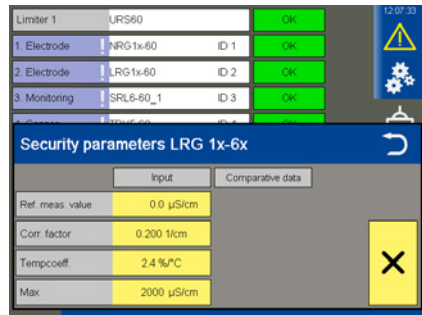 12:07:33
Limiter 1 URS60 OK
1. Electrode ! NRG1x-60 ID 1 OK
2. Electrode ! LRG1x-60 ID 2 OK
3. Monitoring ! SRL6-60_1 ID 3 OK
Security parameters LRG 1x-6x
Input Comparative data
Ref. meas. value 0.0 µS/cm
Corr. factor 0.200 1/cm
Tempcoeff. 2.4 %/°C
Max 2000 µS/cm